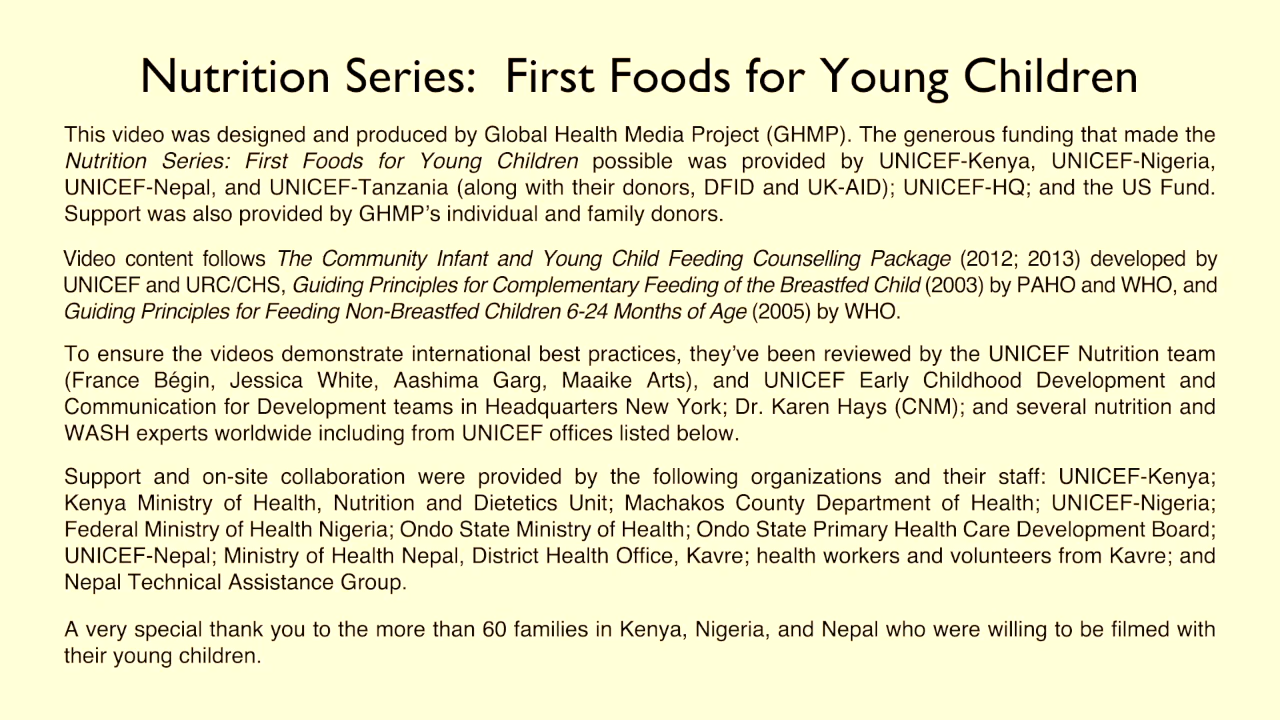 Nutrition Series: First Foods for Young Children
This video was designed and produced by Global Health Media Project (GHMP). The generous funding that made the
Nutrition Series: First Foods for Young Children possible was provided by UNICEF-Kenya, UNICEF-Nigeria,
UNICEF-Nepal, and UNICEF-Tanzania (along with their donors, DFID and UK-AID); UNICEF-HQ; and the US Fund.
Support was also provided by GHMP’s individual and family donors.
Video content follows The Community Infant and Young Child Feeding Counselling Package (2012; 2013) developed by
UNICEF and URC/CHS, Guiding Principles for Complementary Feeding of the Breastfed Child (2003) by PAHO and WHO, and
Guiding Principles for Feeding Non-Breastfed Children 6-24 Months of Age (2005) by WHO.
To ensure the videos demonstrate international best practices, they’ve been reviewed by the UNICEF Nutrition team
(France Bégin, Jessica White, Aashima Garg, Maaike Arts), and UNICEF Early Childhood Development and
Communication for Development teams in Headquarters New York; Dr. Karen Hays (CNM); and several nutrition and
WASH experts worldwide including from UNICEF offices listed below.
Support and on-site collaboration were provided by the following organizations and their staff: UNICEF-Kenya;
Kenya Ministry of Health, Nutrition and Dietetics Unit; Machakos County Department of Health; UNICEF-Nigeria;
Federal Ministry of Health Nigeria; Ondo State Ministry of Health; Ondo State Primary Health Care Development Board;
UNICEF-Nepal; Ministry of Health Nepal, District Health Office, Kavre; health workers and volunteers from Kavre; and
Nepal Technical Assistance Group.
A very special thank you to the more than 60 families in Kenya, Nigeria, and Nepal who were willing to be filmed with
their young children.